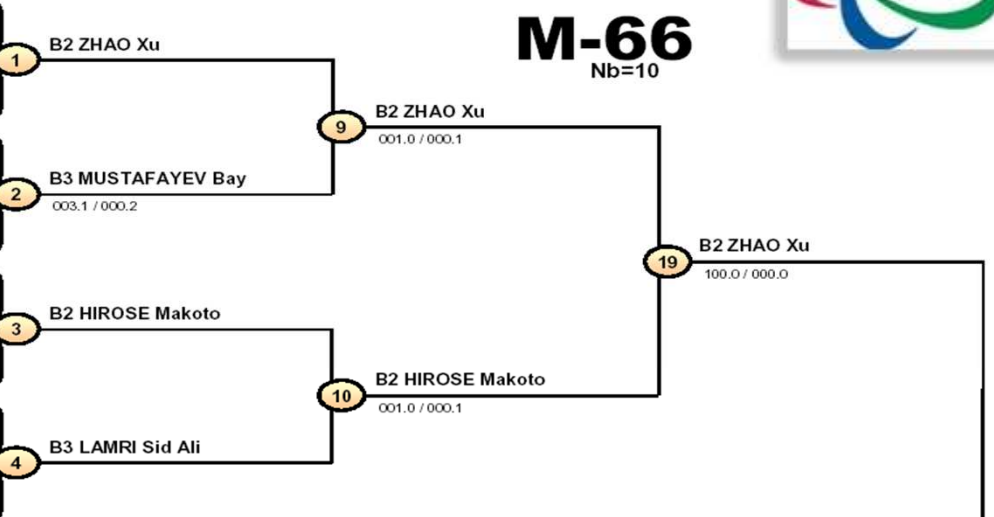 M-66
Nb=10
1
B2 ZHAO Xu
9
B2 ZHAO Xu
001.0 / 000.1
2
B3 MUSTAFAYEV Bay
003.1 / 000.2
19
B2 ZHAO Xu
100.0 / 000.0
3
B2 HIROSE Makoto
10
B2 HIROSE Makoto
001.0 / 000.1
4
B3 LAMRI Sid Ali